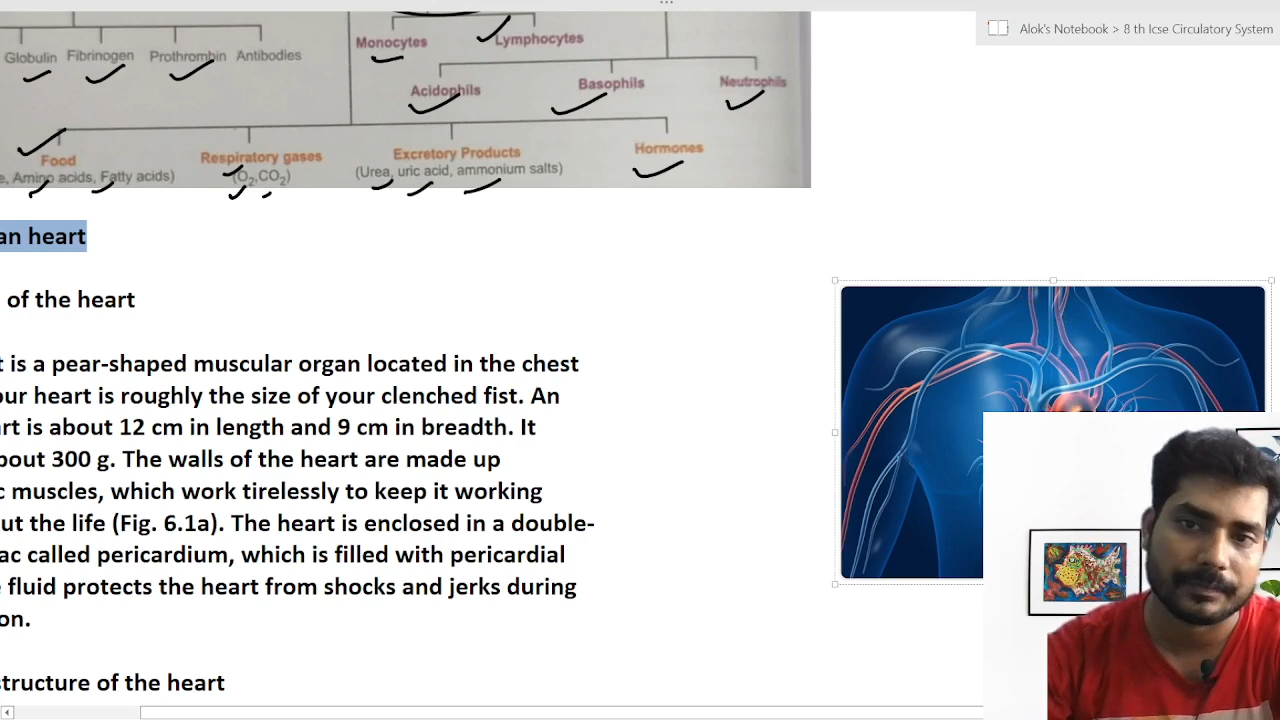 Alok's Notebook > 8 th Icse Circulatory System
Monocytes Lymphocytes
Globulin Fibrinogen Prothrombin Antibodies
Acidophils Basophils Neutrophils
Food Respiratory gases Excretory Products Hormones
e, Amino acids, Fatty acids) (O2,CO2) (Urea, uric acid, ammonium salts)
an heart
of the heart
t is a pear-shaped muscular organ located in the chest
our heart is roughly the size of your clenched fist. An
rt is about 12 cm in length and 9 cm in breadth. It
bout 300 g. The walls of the heart are made up
c muscles, which work tirelessly to keep it working
ut the life (Fig. 6.1a). The heart is enclosed in a double-
ac called pericardium, which is filled with pericardial
e fluid protects the heart from shocks and jerks during
on.
structure of the heart